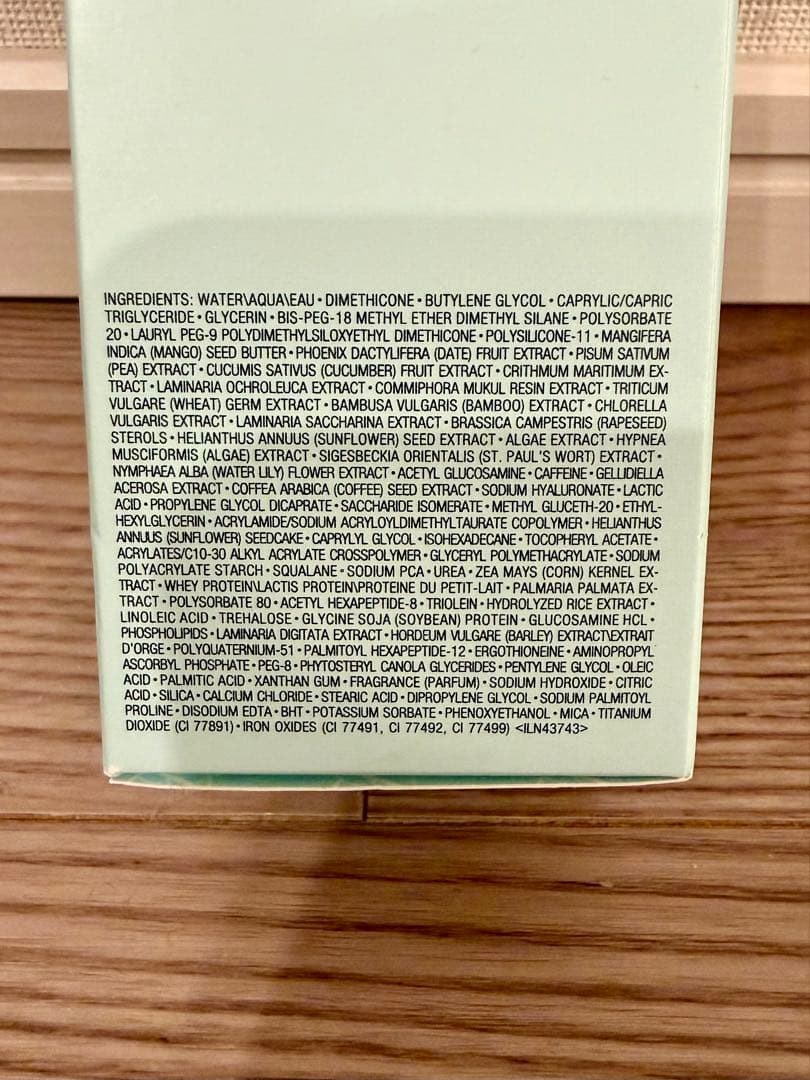 INGREDIENTS: WATER\AQUA\EAU • DIMETHICONE • BUTYLENE GLYCOL • CAPRYLIC/CAPRIC
TRIGLYCERIDE • GLYCERIN • BIS-PEG-18 METHYL ETHER DIMETHYL SILANE • POLYSORBATE
20 • LAURYL PEG-9 POLYDIMETHYLSILOXYETHYL DIMETHICONE • POLYSILICONE-11 • MANGIFERA
INDICA (MANGO) SEED BUTTER • PHOENIX DACTYLIFERA (DATE) FRUIT EXTRACT • PISUM SATIVUM
(PEA) EXTRACT • CUCUMIS SATIVUS (CUCUMBER) FRUIT EXTRACT • CRITHMUM MARITIMUM EX-
TRACT • LAMINARIA OCHROLEUCA EXTRACT • COMMIPHORA MUKUL RESIN EXTRACT • TRITICUM
VULGARE (WHEAT) GERM EXTRACT • BAMBUSA VULGARIS (BAMBOO) EXTRACT • CHLORELLA
VULGARIS EXTRACT • LAMINARIA SACCHARINA EXTRACT • BRASSICA CAMPESTRIS (RAPESEED)
STEROLS • HELIANTHUS ANNUUS (SUNFLOWER) SEED EXTRACT • ALGAE EXTRACT • HYPNEA
MUSCIFORMIS (ALGAE) EXTRACT • SIGESBECKIA ORIENTALIS (ST. PAUL'S WORT) EXTRACT •
NYMPHAEA ALBA (WATER LILY) FLOWER EXTRACT • ACETYL GLUCOSAMINE • CAFFEINE • GELLIDIELLA
ACEROSA EXTRACT • COFFEA ARABICA (COFFEE) SEED EXTRACT • SODIUM HYALURONATE • LACTIC
ACID • PROPYLENE GLYCOL DICAPRATE • SACCHARIDE ISOMERATE • METHYL GLUCETH-20 • ETHYL-
HEXYLGLYCERIN • ACRYLAMIDE/SODIUM ACRYLOYLDIMETHYLTAURATE COPOLYMER • HELIANTHUS
ANNUUS (SUNFLOWER) SEEDCAKE • CAPRYLYL GLYCOL • ISOHEXADECANE • TOCOPHERYL ACETATE •
ACRYLATES/C10-30 ALKYL ACRYLATE CROSSPOLYMER • GLYCERYL POLYMETHACRYLATE • SODIUM
POLYACRYLATE STARCH • SQUALANE • SODIUM PCA • UREA • ZEA MAYS (CORN) KERNEL EX-
TRACT • WHEY PROTEIN\LACTIS PROTEIN\PROTEINE DU PETIT-LAIT • PALMARIA PALMATA EX-
TRACT • POLYSORBATE 80 • ACETYL HEXAPEPTIDE-8 • TRIOLEIN • HYDROLYZED RICE EXTRACT •
LINOLEIC ACID • TREHALOSE • GLYCINE SOJA (SOYBEAN) PROTEIN • GLUCOSAMINE HCL •
PHOSPHOLIPIDS • LAMINARIA DIGITATA EXTRACT • HORDEUM VULGARE (BARLEY) EXTRACT\EXTRAIT
D'ORGE • POLYQUATERNIUM-51 • PALMITOYL HEXAPEPTIDE-12 • ERGOTHIONEINE • AMINOPROPYL
ASCORBYL PHOSPHATE • PEG-8 • PHYTOSTERYL CANOLA GLYCERIDES • PENTYLENE GLYCOL • OLEIC
ACID • PALMITIC ACID • XANTHAN GUM • FRAGRANCE (PARFUM) • SODIUM HYDROXIDE • CITRIC
ACID • SILICA • CALCIUM CHLORIDE • STEARIC ACID • DIPROPYLENE GLYCOL • SODIUM PALMITOYL
PROLINE • DISODIUM EDTA • BHT • POTASSIUM SORBATE • PHENOXYETHANOL • MICA • TITANIUM
DIOXIDE (CI 77891) • IRON OXIDES (CI 77491, CI 77492, CI 77499) <ILN43743>